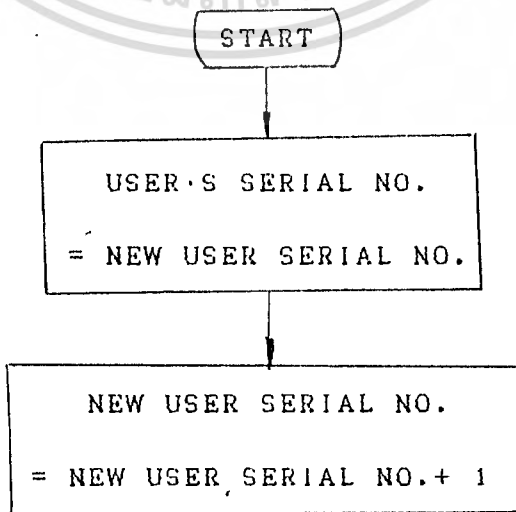 START
USER'S SERIAL NO.
= NEW USER SERIAL NO.
NEW USER SERIAL NO.
= NEW USER SERIAL NO.+ 1